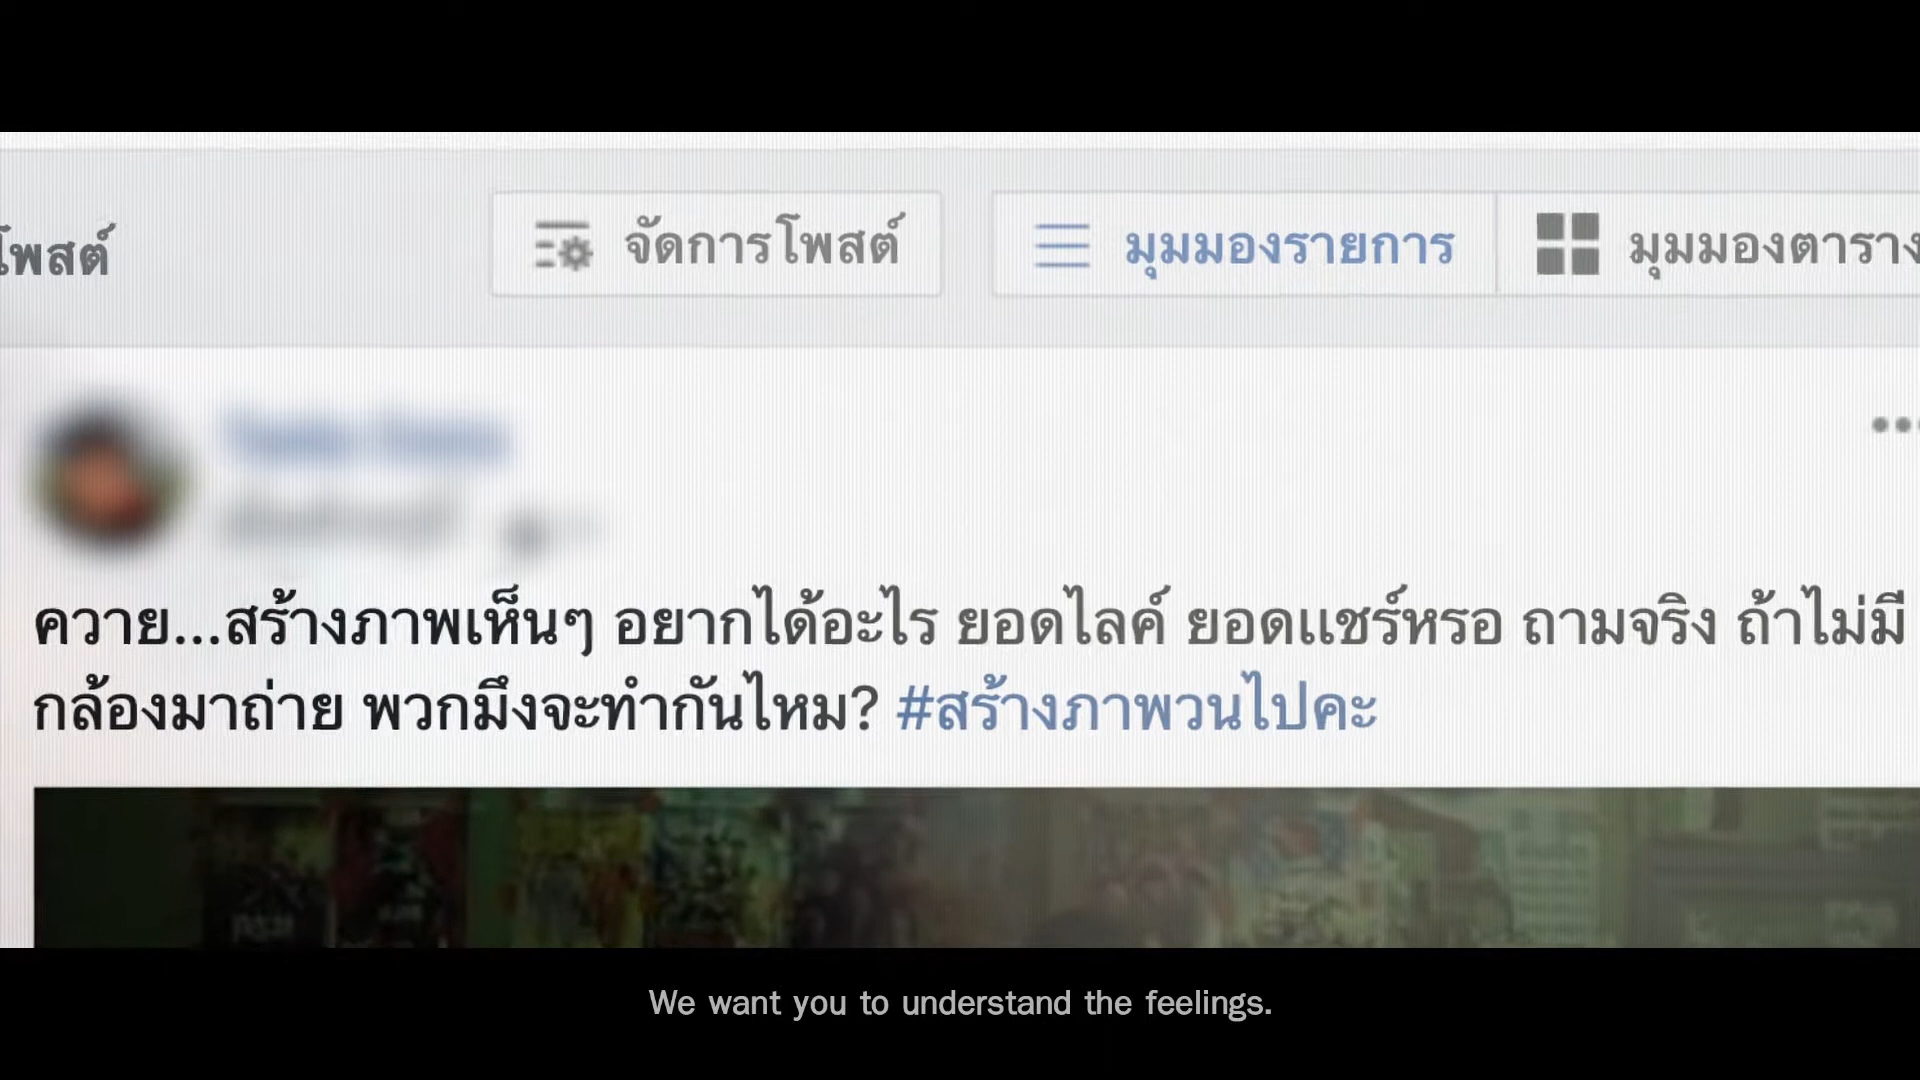 โพสต์
จัดการโพสต์
มุมมองรายการ
มุมมองตาราง
ควาย...สร้างภาพเห็นๆ อยากได้อะไร ยอดไลค์ ยอดแชร์หรอ ถามจริง ถ้าไม่มี
กล้องมาถ่าย พวกมึงจะทำกันไหม? #สร้างภาพวนไปคะ
We want you to understand the feelings.